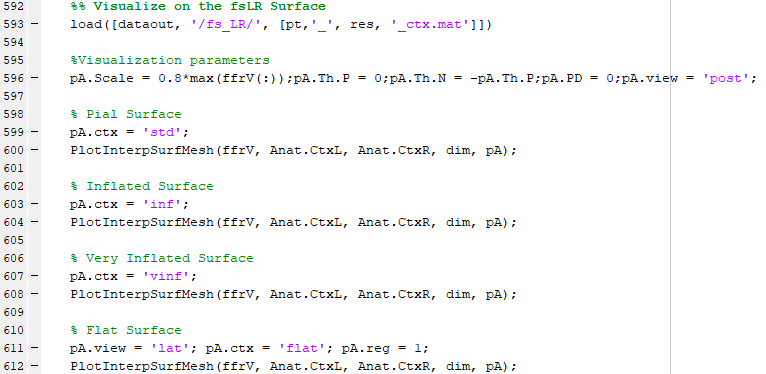 592 %% Visualize on the fsLR Surface
593 - load([dataout, '/fs_LR/', [pt,'_', res, '_ctx.mat']])
594
595 %Visualization parameters
596 - pA.Scale = 0.8*max(ffrV(:));pA.Th.P = 0;pA.Th.N = -pA.Th.P;pA.PD = 0;pA.view = 'post';
597
598 % Pial Surface
599 - pA.ctx = 'std';
600 - PlotInterpSurfMesh(ffrV, Anat.CtxL, Anat.CtxR, dim, pA);
601
602 % Inflated Surface
603 - pA.ctx = 'inf';
604 - PlotInterpSurfMesh(ffrV, Anat.CtxL, Anat.CtxR, dim, pA);
605
606 % Very Inflated Surface
607 - pA.ctx = 'vinf';
608 - PlotInterpSurfMesh(ffrV, Anat.CtxL, Anat.CtxR, dim, pA);
609
610 % Flat Surface
611 - pA.view = 'lat'; pA.ctx = 'flat'; pA.reg = 1;
612 - PlotInterpSurfMesh(ffrV, Anat.CtxL, Anat.CtxR, dim, pA);